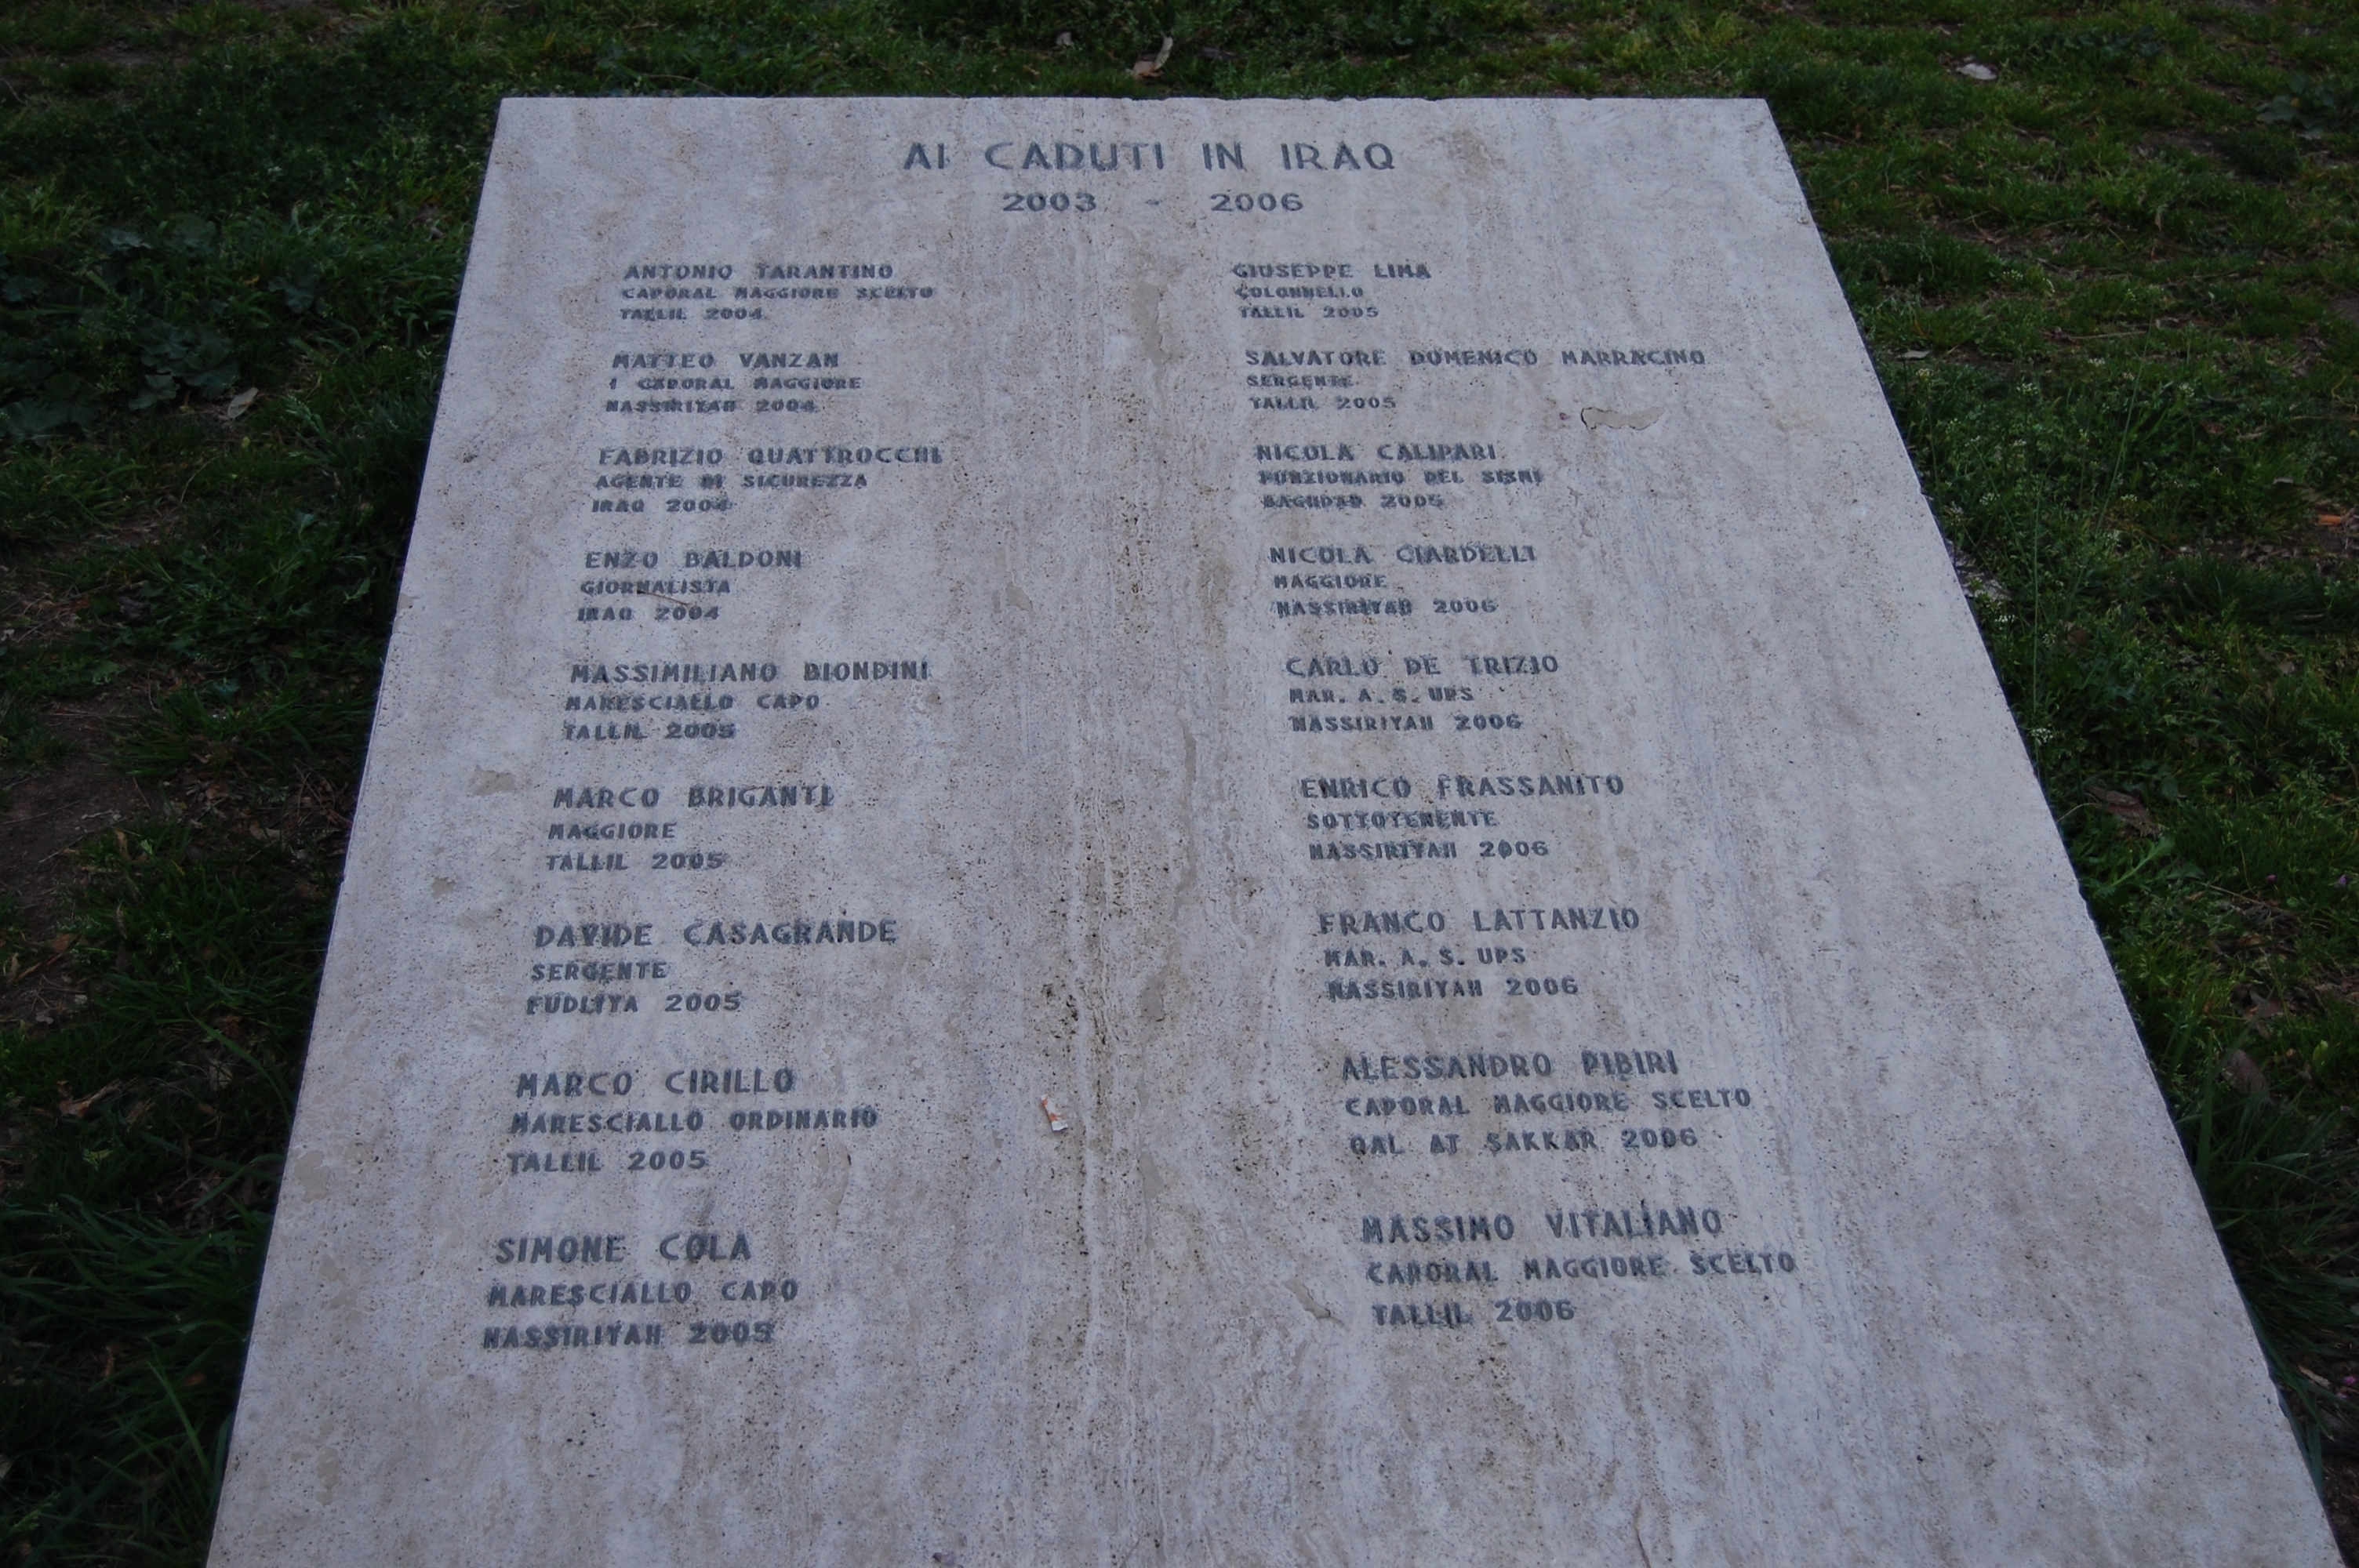 AI CADUTI IN IRAQ
2003 - 2006
ANTONIO TARANTINO
CAPORAL MAGGIORE SCELTO
TALLIL 2004
MATTEO VANZAN
1 CAPORAL MAGGIORE
NASSIRIYAH 2004
FABRIZIO QUATTROCCHI
AGENTE DI SICUREZZA
IRAQ 2004
ENZO BALDONI
GIORNALISTA
IRAQ 2004
MASSIMILIANO BIONDINI
MARESCIALLO CAPO
TALLIL 2005
MARCO BRIGANTI
MAGGIORE
TALLIL 2005
DAVIDE CASAGRANDE
SERGENTE
FUDLIYA 2005
MARCO CIRILLO
MARESCIALLO ORDINARIO
TALLIL 2005
SIMONE COLA
MARESCIALLO CAPO
NASSIRIYAH 2005
GIUSEPPE LIMA
COLONNELLO
TALLIL 2005
SALVATORE DOMENICO MARRACINO
SERGENTE
TALLIL 2005
NICOLA CALIPARI
FUNZIONARIO DEL SISMI
BAGHDAD 2005
NICOLA CIARDELLI
MAGGIORE
NASSIRIYAH 2006
CARLO DE TRIZIO
MAR. A. S. UPS
NASSIRIYAH 2006
ENRICO FRASSANITO
SOTTOTENENTE
NASSIRIYAH 2006
FRANCO LATTANZIO
MAR. A. S. UPS
NASSIRIYAH 2006
ALESSANDRO PIBIRI
CAPORAL MAGGIORE SCELTO
QAL AT SAKKAR 2006
MASSIMO VITALIANO
CAPORAL MAGGIORE SCELTO
TALLIL 2006